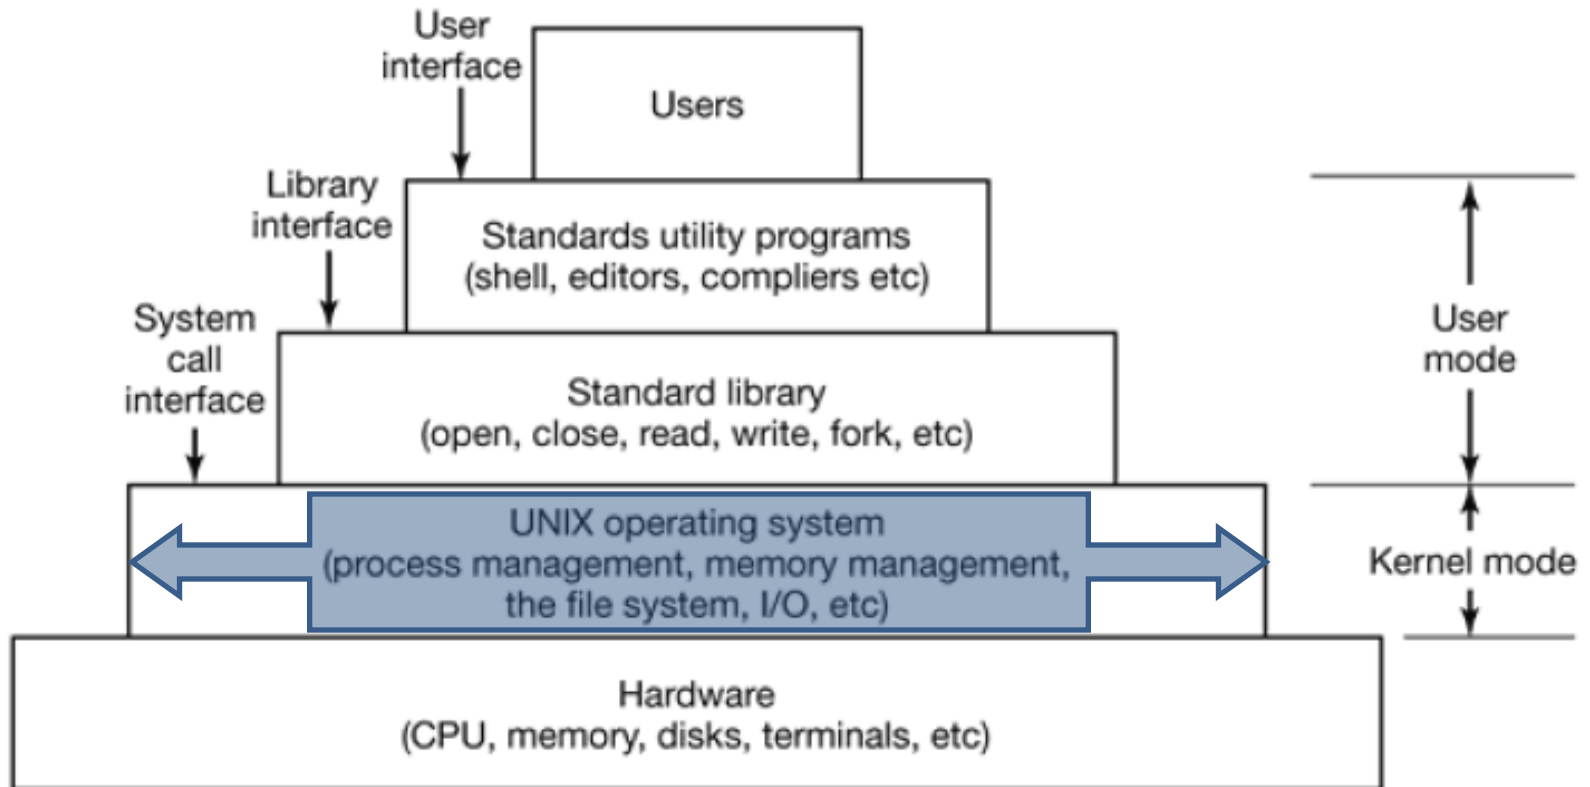 User
interface
Users
Library
interface
Standards utility programs
(shell, editors, compliers etc)
System
call
interface
User
mode
Standard library
(open, close, read, write, fork, etc)
UNIX operating system
(process management, memory management,
the file system, I/O, etc)
Kernel mode
Hardware
(CPU, memory, disks, terminals, etc)